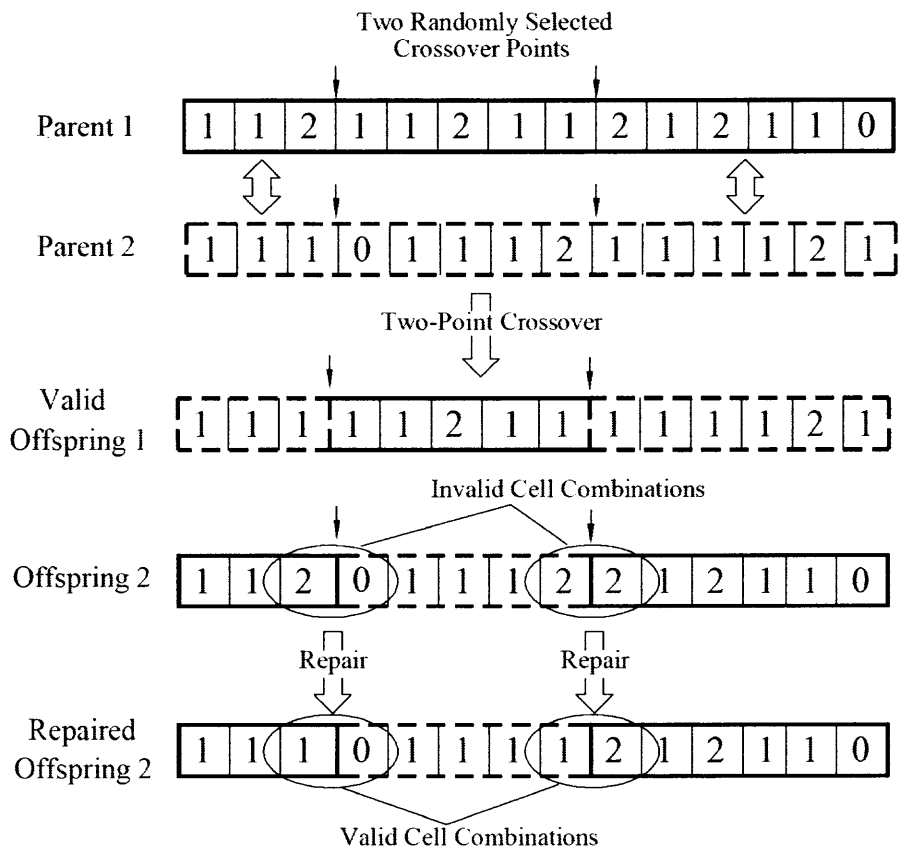 Two Randomly Selected
Crossover Points
Parent 1 1 1 2 1 1 2 1 1 2 1 2 1 1 0
Parent 2 1 1 1 0 1 1 1 2 1 1 1 1 2 1
Two-Point Crossover
Valid
Offspring 1 1 1 1 1 1 2 1 1 1 1 1 1 2 1
Invalid Cell Combinations
Offspring 2 1 1 2 0 1 1 1 2 2 1 2 1 1 0
Repair Repair
Repaired
Offspring 2 1 1 1 0 1 1 1 1 2 1 2 1 1 0
Valid Cell Combinations